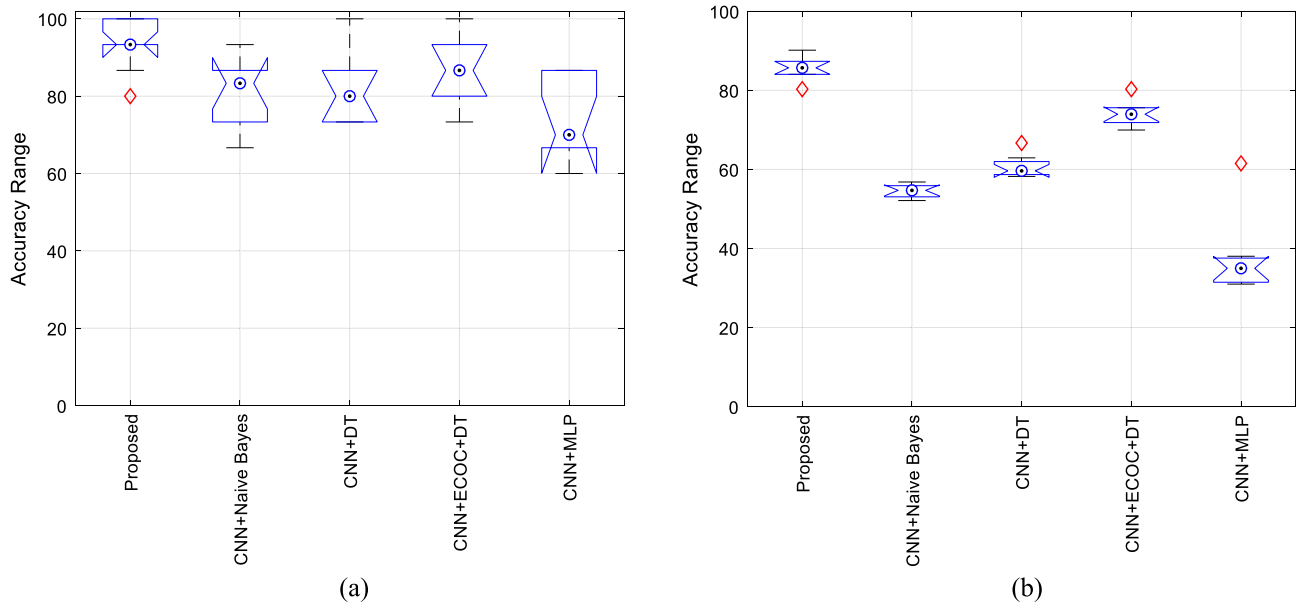 100
80
60
40
20
0
Accuracy Range
Proposed
CNN+Naive Bayes
CNN+DT
CNN+ECOC+DT
CNN+MLP
(a)
100
80
60
40
20
0
Accuracy Range
Proposed
CNN+Naive Bayes
CNN+DT
CNN+ECOC+DT
CNN+MLP
(b)